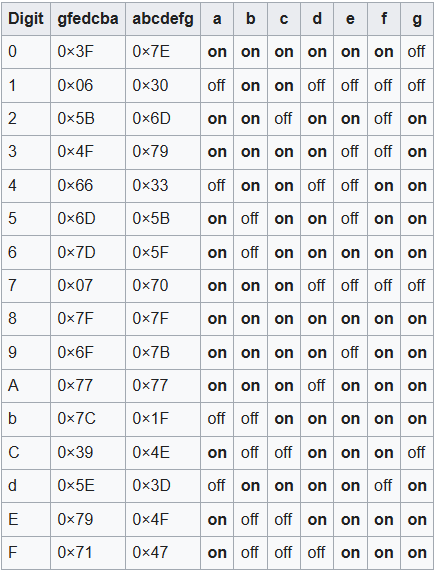 Digit gfedcba abcdefg a b c d e f g
0 0×3F 0×7E on on on on on on off
1 0×06 0×30 off on on off off off off
2 0×5B 0×6D on on off on on off on
3 0×4F 0×79 on on on on off off on
4 0×66 0×33 off on on off off on on
5 0×6D 0×5B on off on on off on on
6 0×7D 0×5F on off on on on on on
7 0×07 0×70 on on on off off off off
8 0×7F 0×7F on on on on on on on
9 0×6F 0×7B on on on on off on on
A 0×77 0×77 on on on off on on on
b 0×7C 0×1F off off on on on on on
C 0×39 0×4E on off off on on on off
d 0×5E 0×3D off on on on on off on
E 0×79 0×4F on off off on on on on
F 0×71 0×47 on off off off on on on